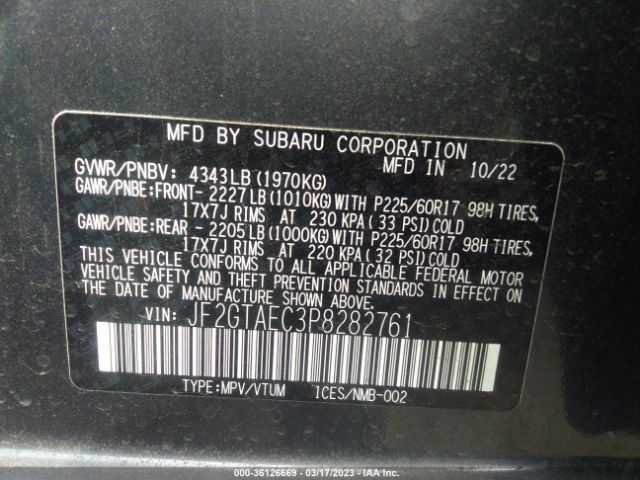 MFD BY SUBARU CORPORATION
GVWR/PNBV: 4343LB (1970KG) MFD IN 10/22
GAWR/PNBE:FRONT- 2227LB (1010KG) WITH P225/60R17 98H TIRES,
17X7J RIMS AT 230 KPA (33 PSI) COLD
GAWR/PNBE:REAR - 2205LB (1000KG) WITH P225/60R17 98H TIRES,
17X7J RIMS AT 220 KPA (32 PSI) COLD
THIS VEHICLE CONFORMS TO ALL APPLICABLE FEDERAL MOTOR
VEHICLE SAFETY AND THEFT PREVENTION STANDARDS IN EFFECT
ON THE DATE OF MANUFACTURE SHOWN ABOVE.
VIN: JF2GTAEC3P8282761
TYPE:MPV/VTUM ICES/NMB-002
000-36126669 - 03/17/2023 - IAA Inc.